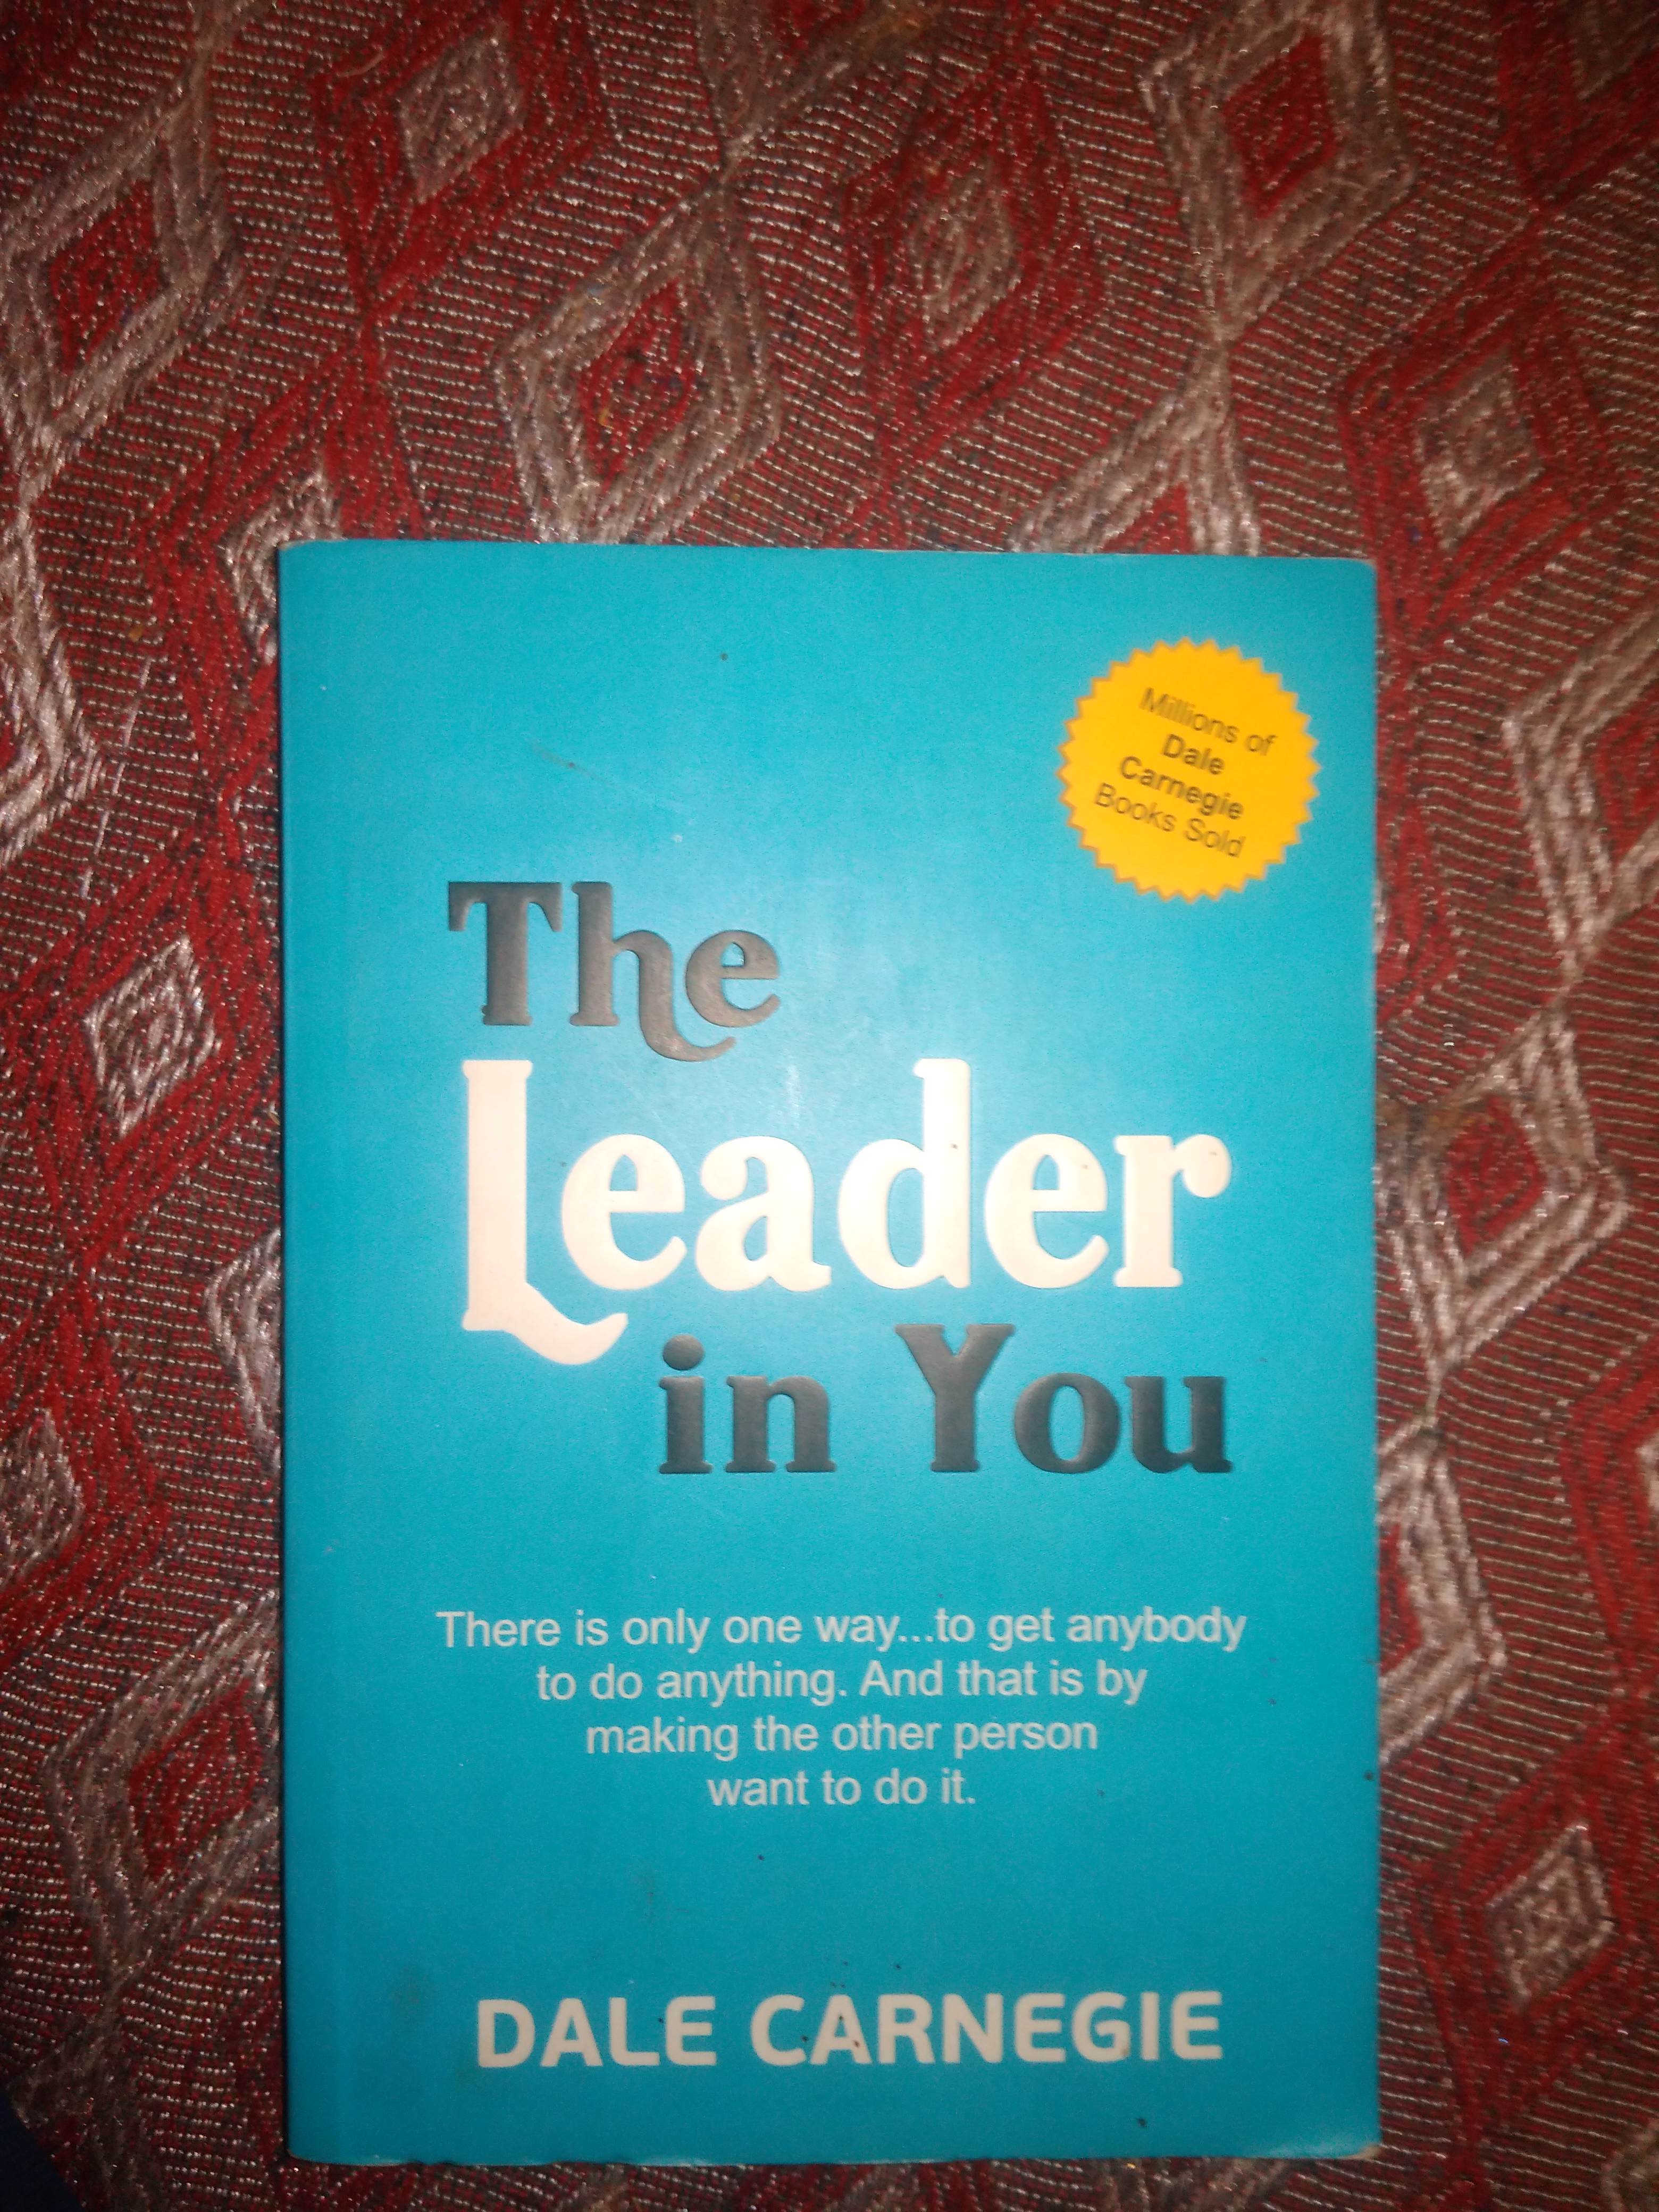 Millions of
Dale
Carnegie
Books Sold
The
Leader
in You
There is only one way...to get anybody
to do anything. And that is by
making the other person
want to do it.
DALE CARNEGIE